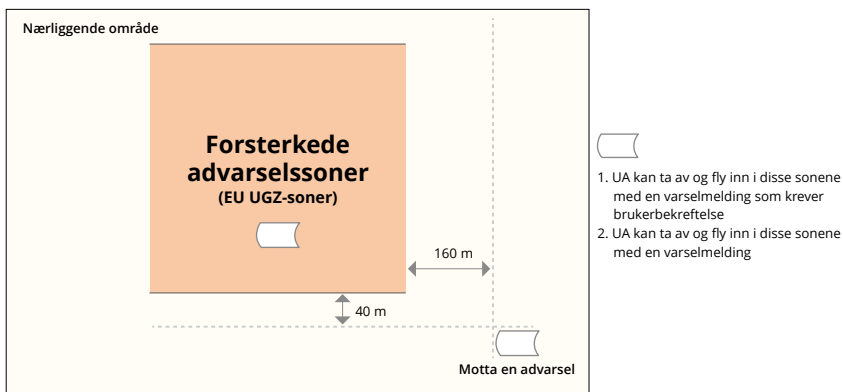 Nærliggende område
Forsterkede
advarselssoner
(EU UGZ-soner)
160 m
40 m
Motta en advarsel
1. UA kan ta av og fly inn i disse sonene
med en varselmelding som krever
brukerbekreftelse
2. UA kan ta av og fly inn i disse sonene
med en varselmelding